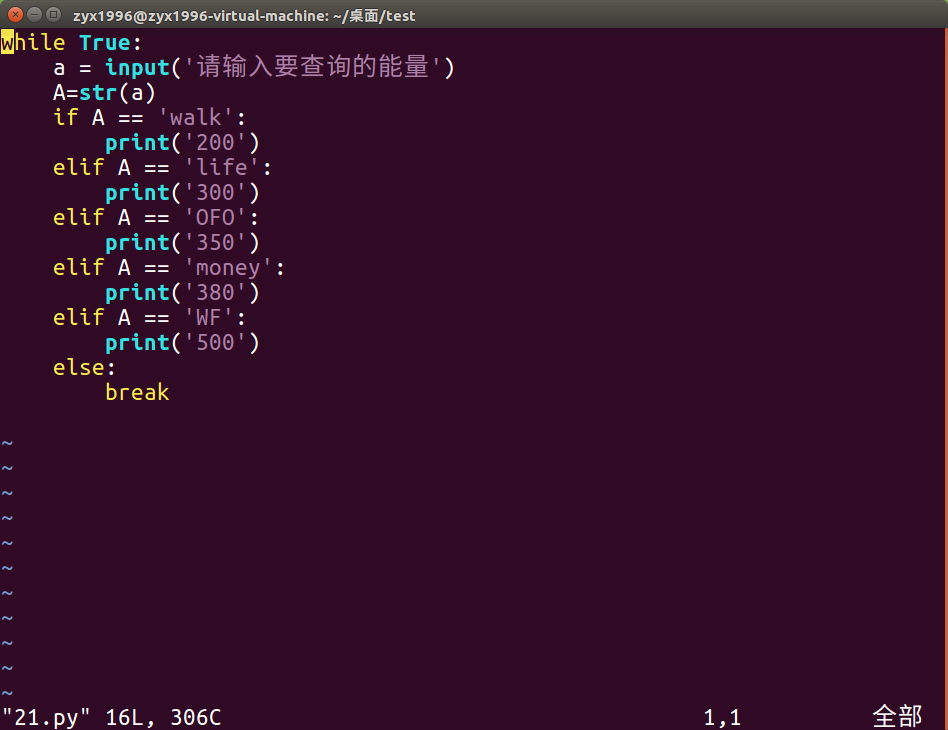 zyx1996@zyx1996-virtual-machine: ~/桌面/test
while True:
    a = input('请输入要查询的能量')
    A=str(a)
    if A == 'walk':
        print('200')
    elif A == 'life':
        print('300')
    elif A == 'OFO':
        print('350')
    elif A == 'money':
        print('380')
    elif A == 'WF':
        print('500')
    else:
        break
~
~
~
~
~
~
~
~
~
~
~
"21.py" 16L, 306C 1,1 全部